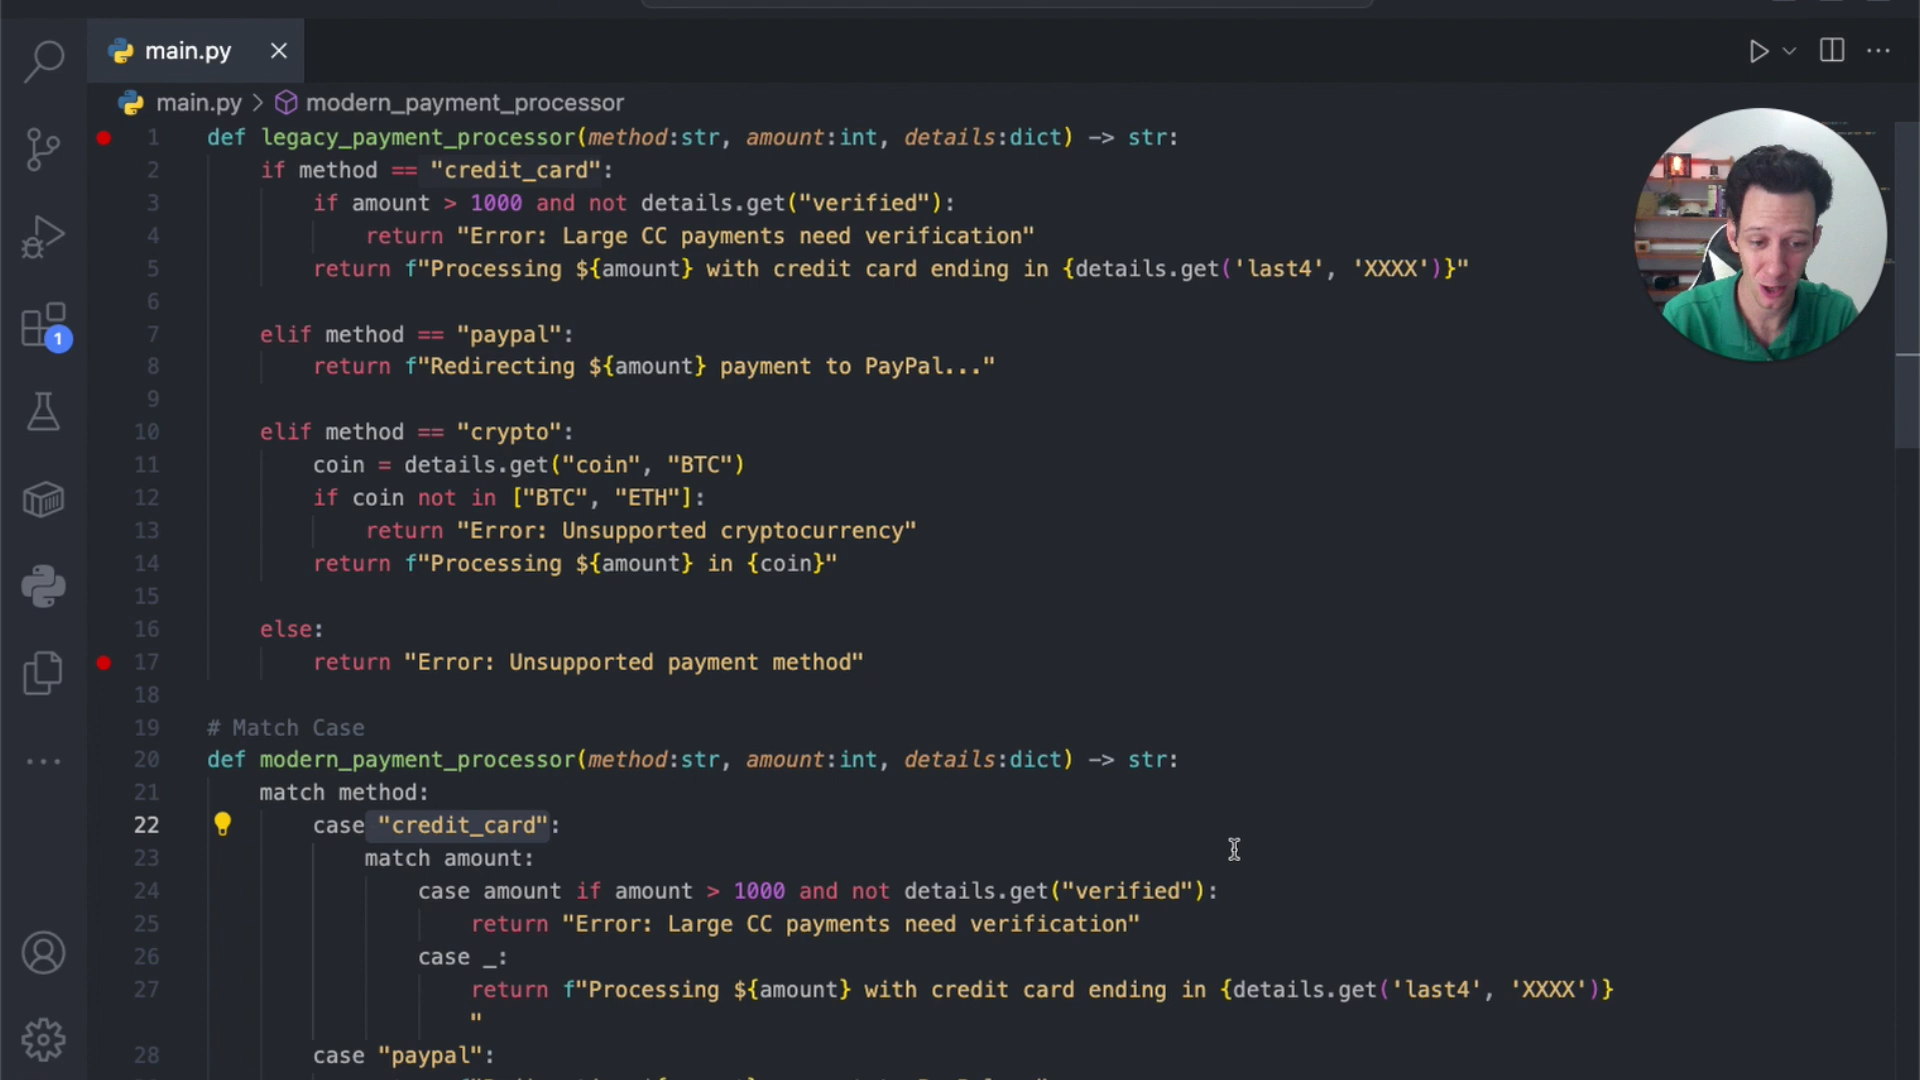 main.py
main.py > modern_payment_processor
1 def legacy_payment_processor(method:str, amount:int, details:dict) -> str:
2 if method == "credit_card":
3 if amount > 1000 and not details.get("verified"):
4 return "Error: Large CC payments need verification"
5 return f"Processing ${amount} with credit card ending in {details.get('last4', 'XXXX')}"
6
7 elif method == "paypal":
8 return f"Redirecting ${amount} payment to PayPal..."
9
10 elif method == "crypto":
11 coin = details.get("coin", "BTC")
12 if coin not in ["BTC", "ETH"]:
13 return "Error: Unsupported cryptocurrency"
14 return f"Processing ${amount} in {coin}"
15
16 else:
17 return "Error: Unsupported payment method"
18
19 # Match Case
20 def modern_payment_processor(method:str, amount:int, details:dict) -> str:
21 match method:
22 case "credit_card":
23 match amount:
24 case amount if amount > 1000 and not details.get("verified"):
25 return "Error: Large CC payments need verification"
26 case _:
27 return f"Processing ${amount} with credit card ending in {details.get('last4', 'XXXX')}
"
28 case "paypal":
1